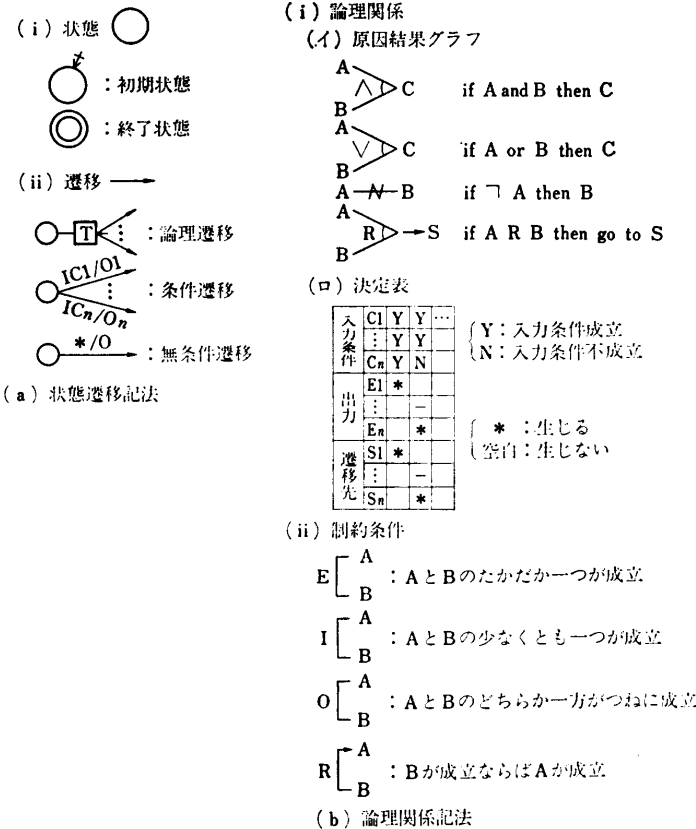 (i) 状態
：初期状態
：終了状態
(ii) 遷移
T ⋮ ：論理遷移
IC1/O1
⋮ ：条件遷移
ICn/On
*/O ：無条件遷移
(a) 状態遷移記法
(i) 論理関係
(イ) 原因結果グラフ
A
∧ C if A and B then C
B
A
∨ C if A or B then C
B
A N B if ㄱ A then B
A
R → S if A R B then go to S
B
(ロ) 決定表
入力条件 C1 Y Y …
⋮ Y Y
Cn Y N
Y：入力条件成立
N：入力条件不成立
出力 E1 *
⋮ −
En *
* ：生じる
空白：生じない
遷移先 S1 *
⋮ −
Sn *
(ii) 制約条件
E A B ：AとBのたかだか一つが成立
I A B ：AとBの少なくとも一つが成立
O A B ：AとBのどちらか一方がつねに成立
R A B ：Bが成立ならばAが成立
(b) 論理関係記法